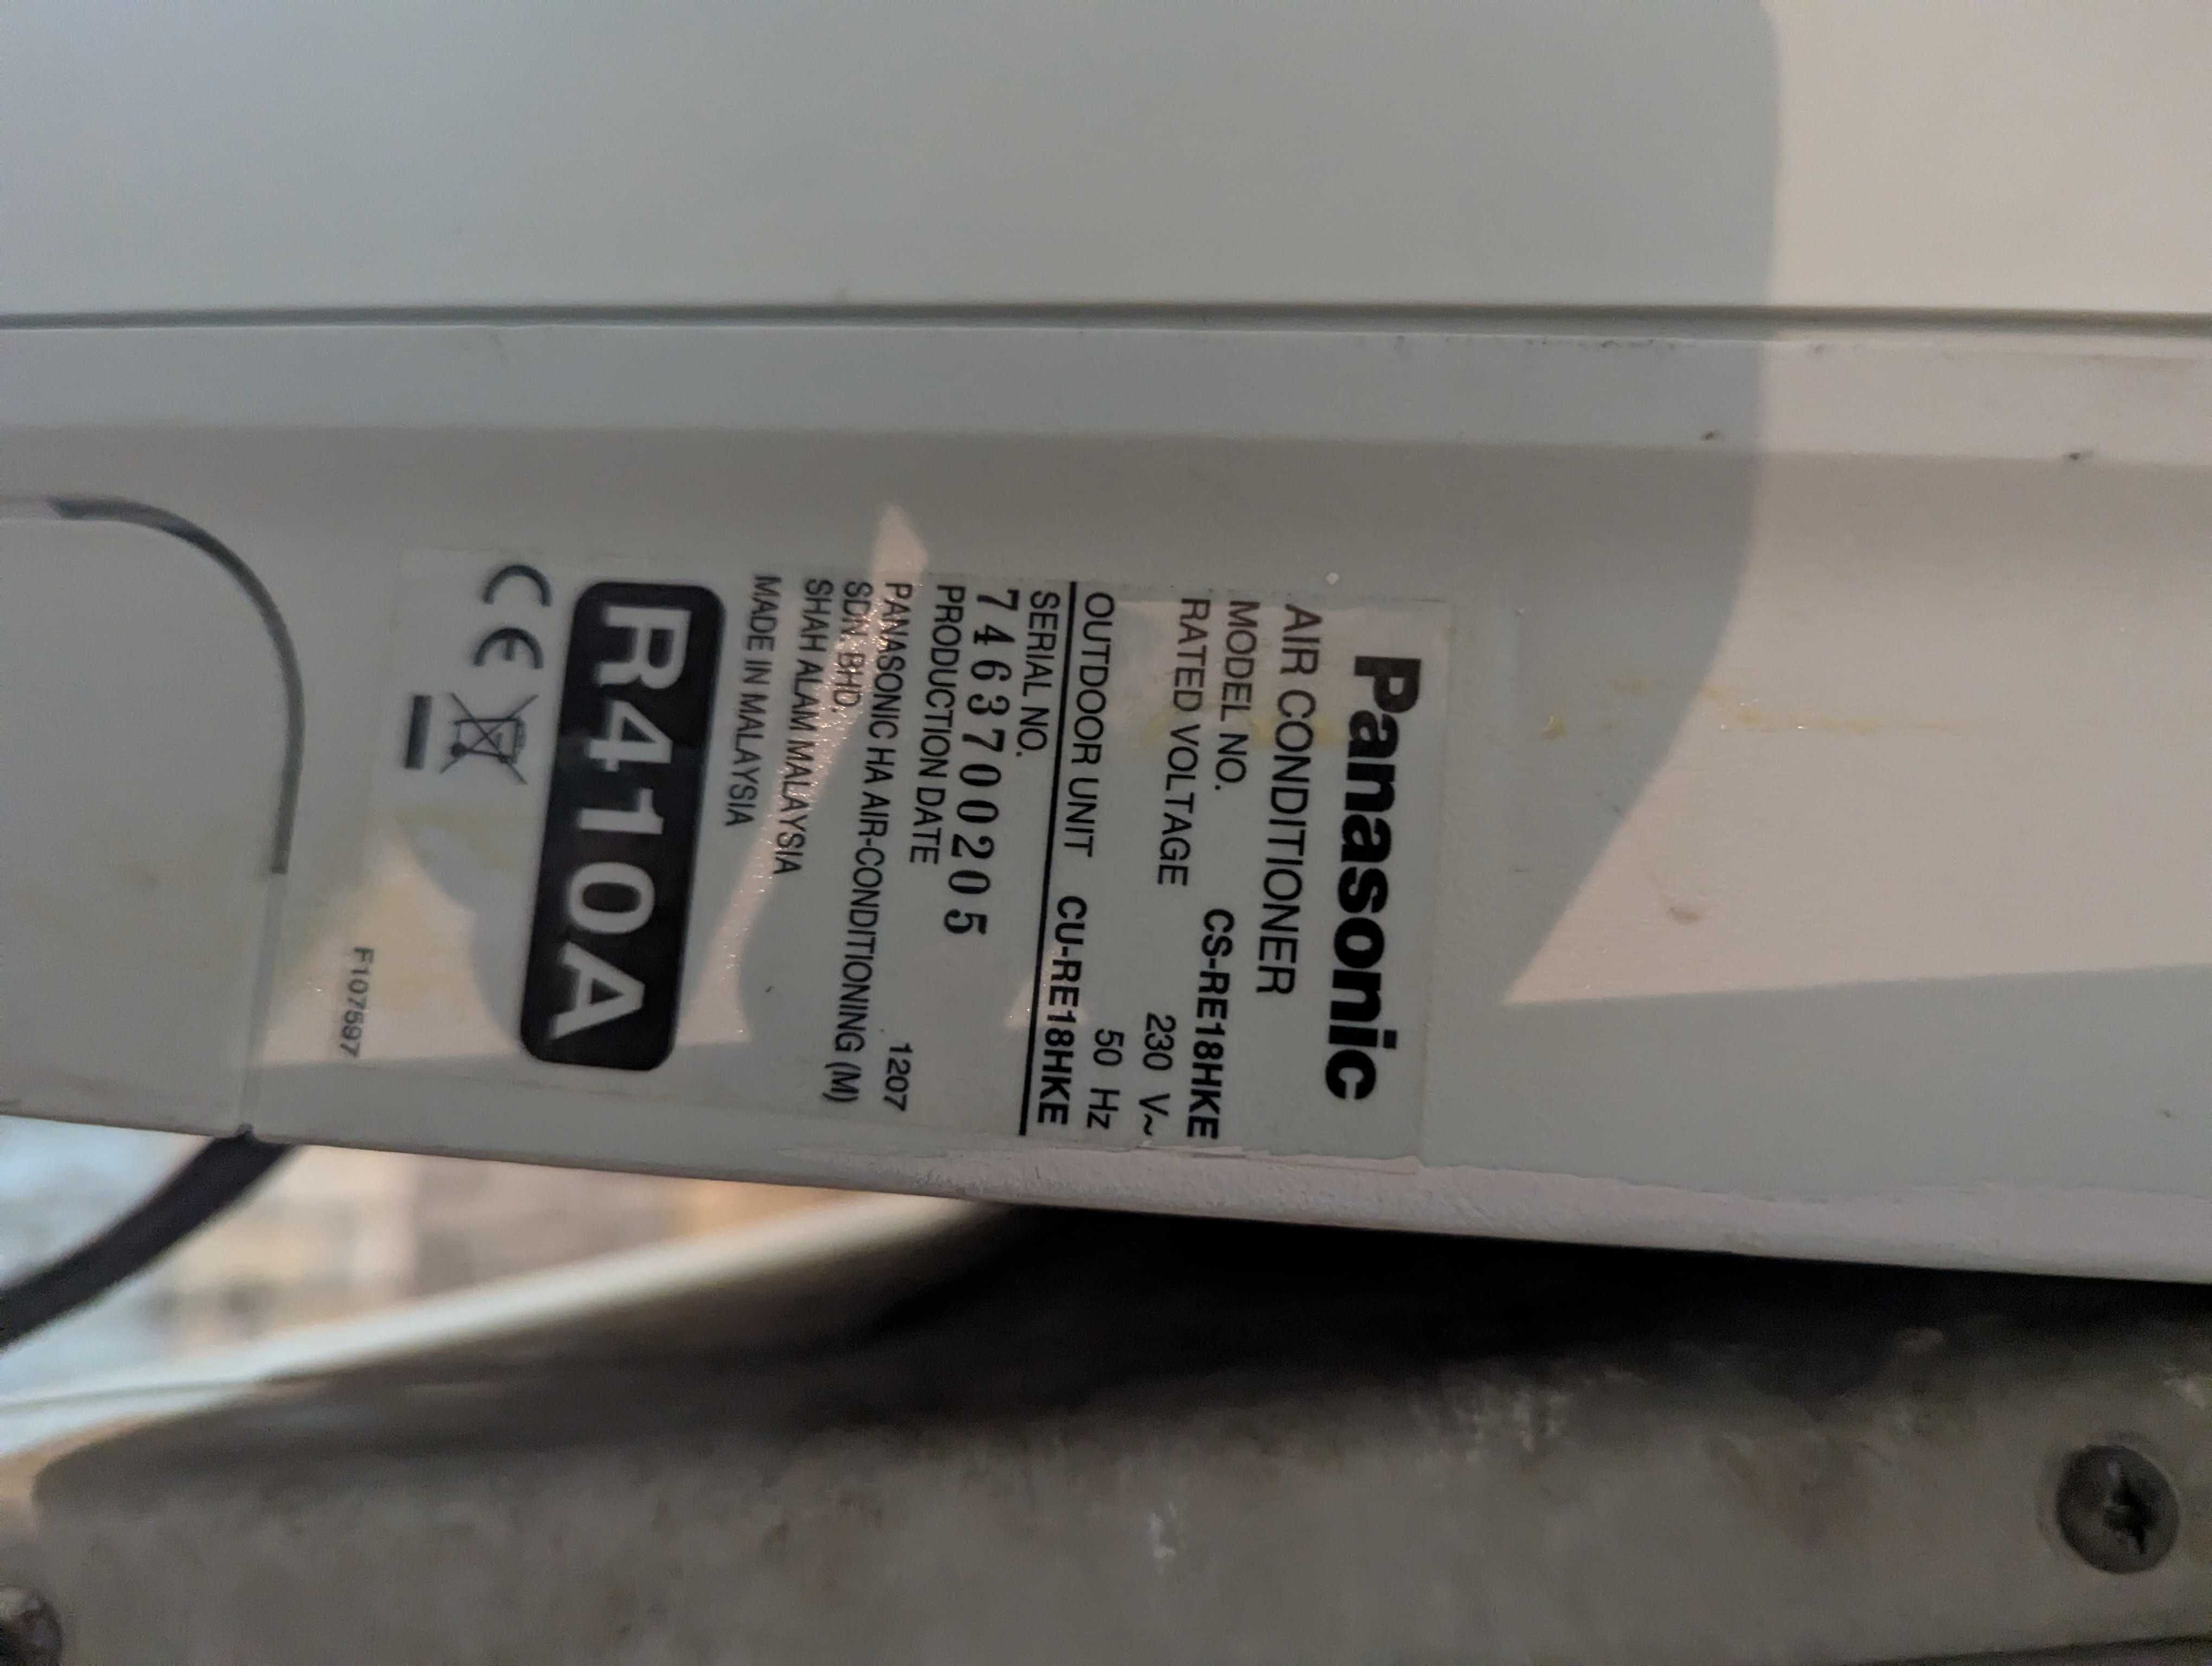 Panasonic
AIR CONDITIONER
MODEL NO. CS-RE18HKE
RATED VOLTAGE 230 V~
50 Hz
OUTDOOR UNIT CU-RE18HKE
SERIAL NO.
7463700205
PRODUCTION DATE 1207
PANASONIC HA AIR-CONDITIONING (M)
SDN. BHD.
SHAH ALAM MALAYSIA
MADE IN MALAYSIA
R410A
CE
F107597